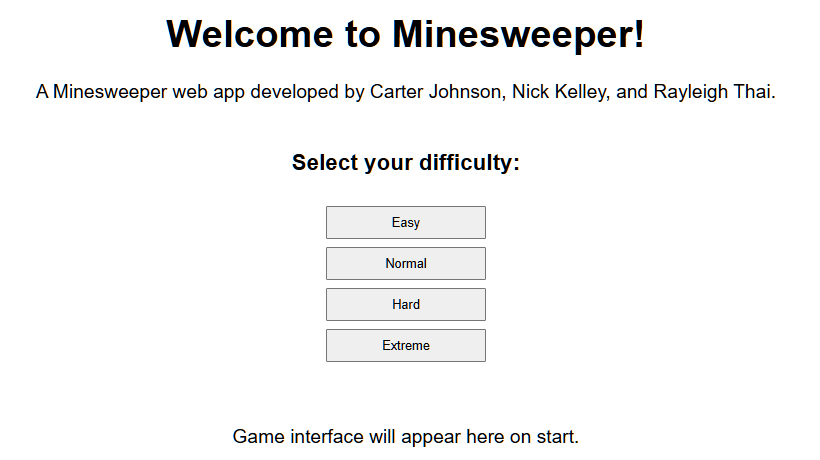 Welcome to Minesweeper!
A Minesweeper web app developed by Carter Johnson, Nick Kelley, and Rayleigh Thai.
Select your difficulty:
Easy
Normal
Hard
Extreme
Game interface will appear here on start.